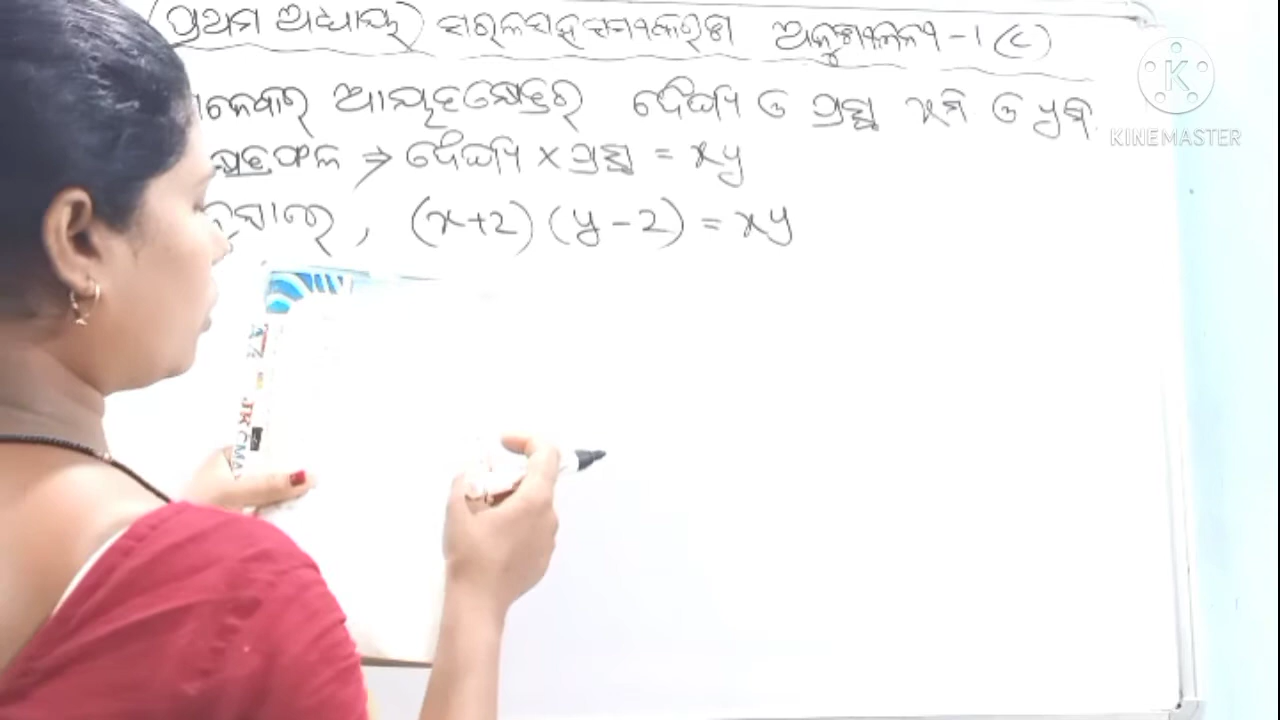 (ପ୍ରଥମ ଅଧ୍ୟାୟ) ସରଳସହସମୀକରଣ ଅନୁଶୀଳନୀ - 1 (c)
ଆୟତକ୍ଷେତ୍ରର ଦୈର୍ଘ୍ୟ ଓ ପ୍ରସ୍ଥ x ମି ଓ y ମି
କ୍ଷେତ୍ରଫଳ ⇒ ଦୈର୍ଘ୍ୟ × ପ୍ରସ୍ଥ = xy
, (x+2) (y-2) = xy
KINEMASTER